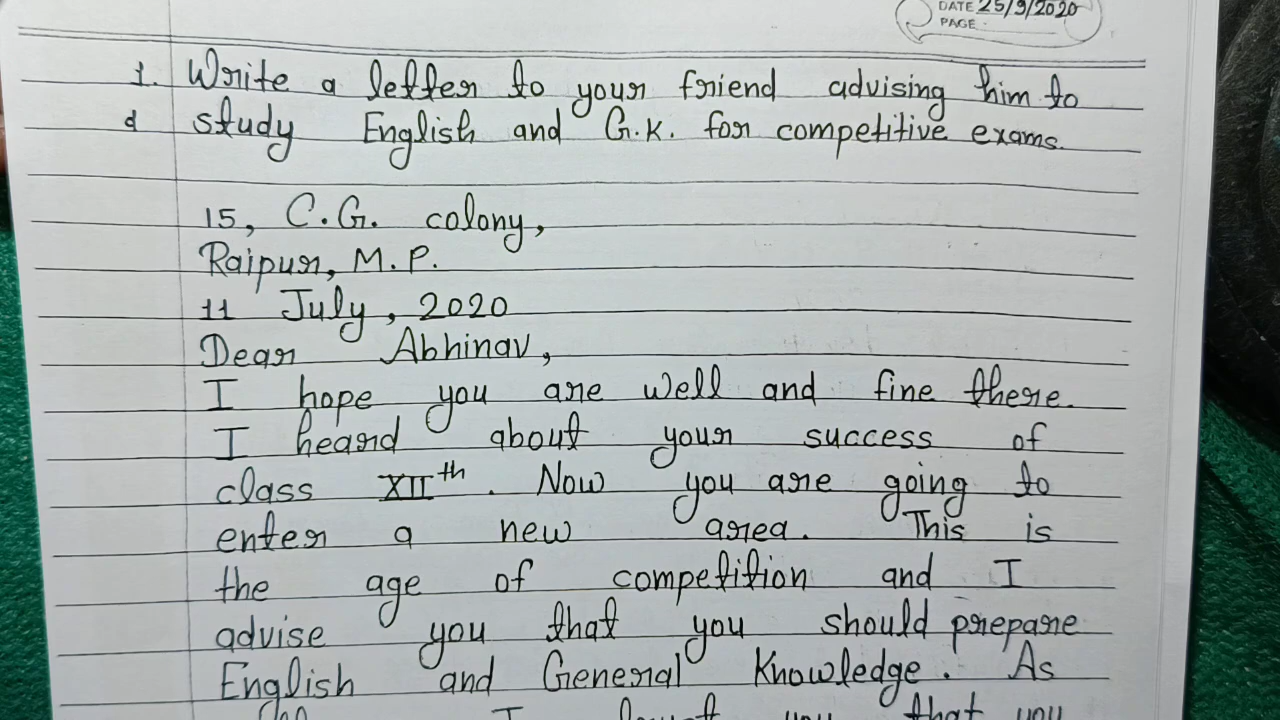 DATE 25/9/2020
PAGE
1. Write a letter to your friend advising him to
d study English and G.K. for competitive exams.
15, C.G. colony,
Raipur, M.P.
11 July, 2020
Dear Abhinav,
I hope you are well and fine there.
I heard about your success of
class XIIth. Now you are going to
enter a new area. This is
the age of competition and I
advise you that you should prepare
English and General Knowledge. As
I you that you